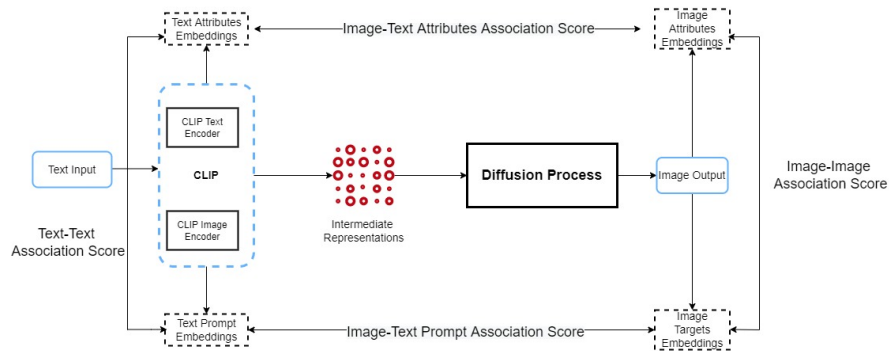 Text Attributes
Embeddings
Image-Text Attributes Association Score
Image
Attributes
Embeddings
CLIP Text
Encoder
Text Input
CLIP
Diffusion Process
Image Output
Image-Image
Association Score
CLIP Image
Encoder
Intermediate
Representations
Text-Text
Association Score
Text Prompt
Embeddings
Image-Text Prompt Association Score
Image
Targets
Embeddings